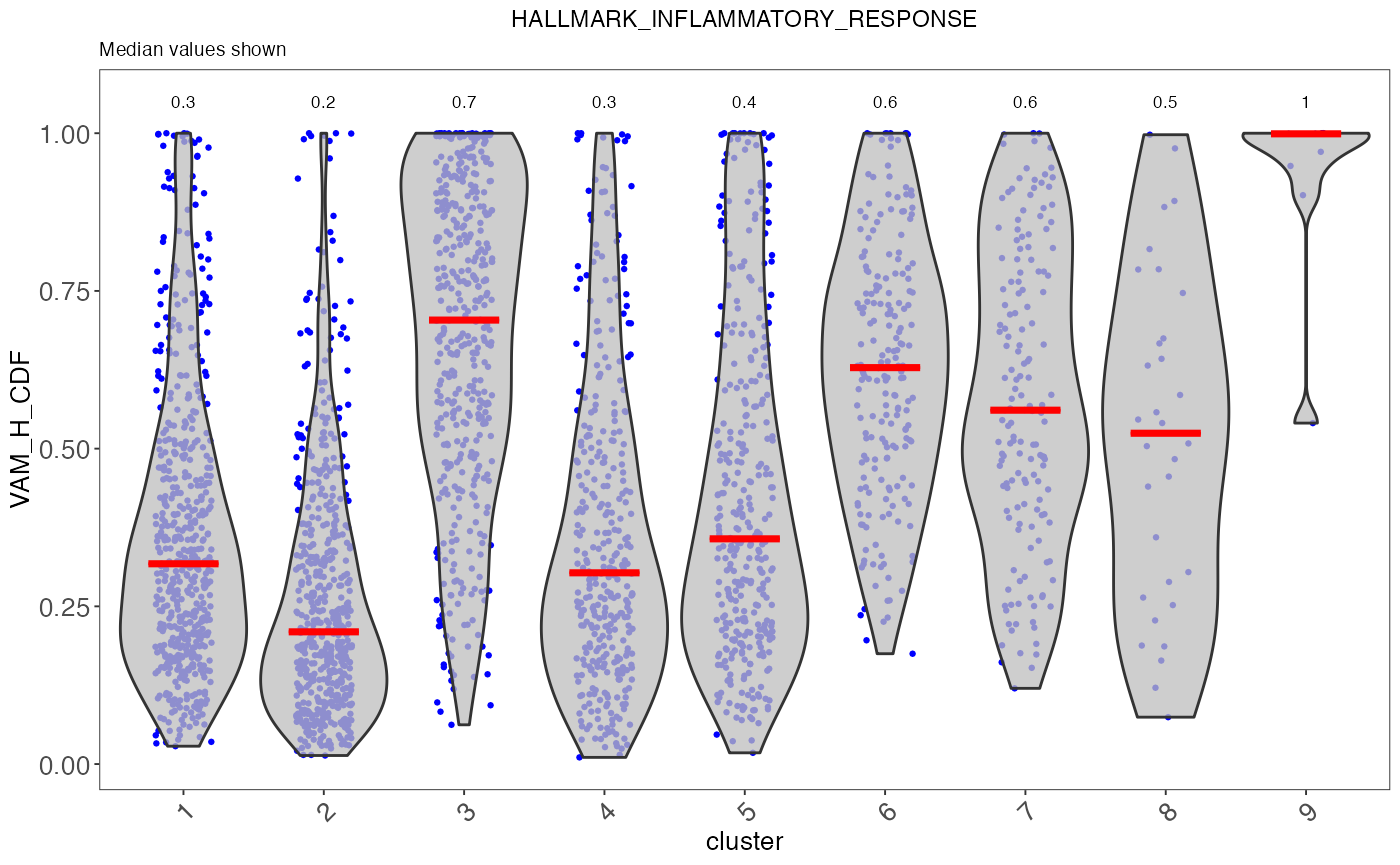 HALLMARK_INFLAMMATORY_RESPONSE
Median values shown
0.3 0.2 0.7 0.3 0.4 0.6 0.6 0.5 1
1.00
0.75
0.50
0.25
0.00
VAM_H_CDF
1 2 3 4 5 6 7 8 9
cluster